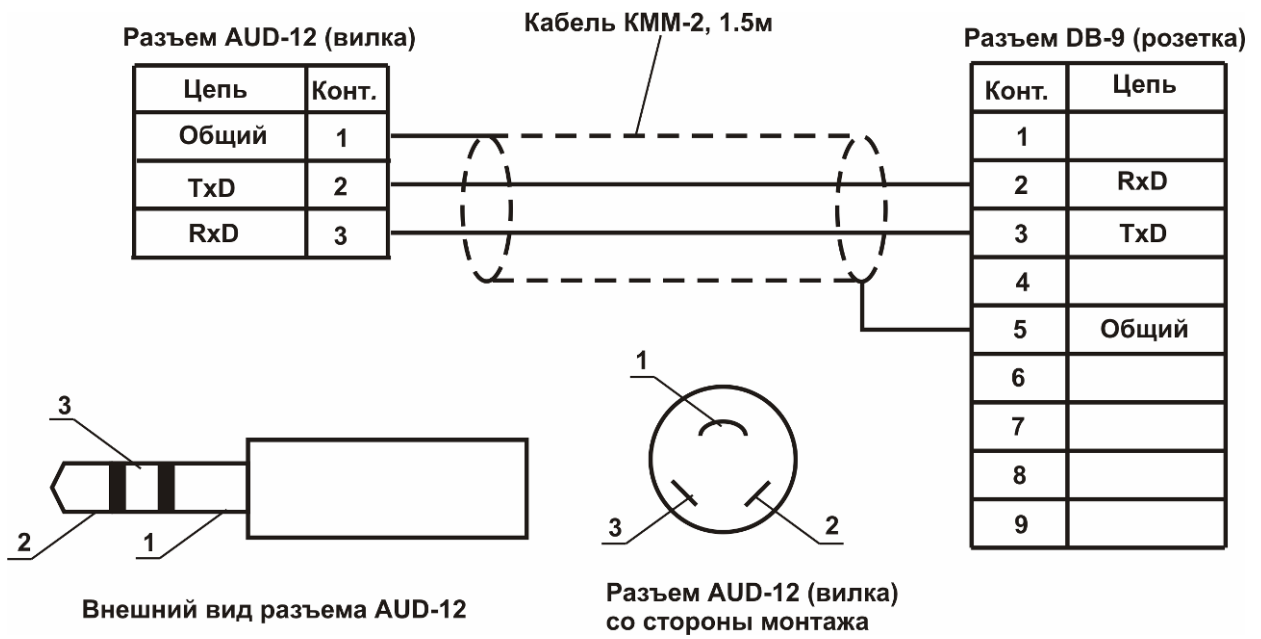 Кабель КММ-2, 1.5м
Разъем AUD-12 (вилка)
Цепь Конт.
Общий 1
TxD 2
RxD 3
Разъем DB-9 (розетка)
Конт. Цепь
1
2 RxD
3 TxD
4
5 Общий
6
7
8
9
3
2
1
Внешний вид разъема AUD-12
1
3
2
Разъем AUD-12 (вилка)
со стороны монтажа